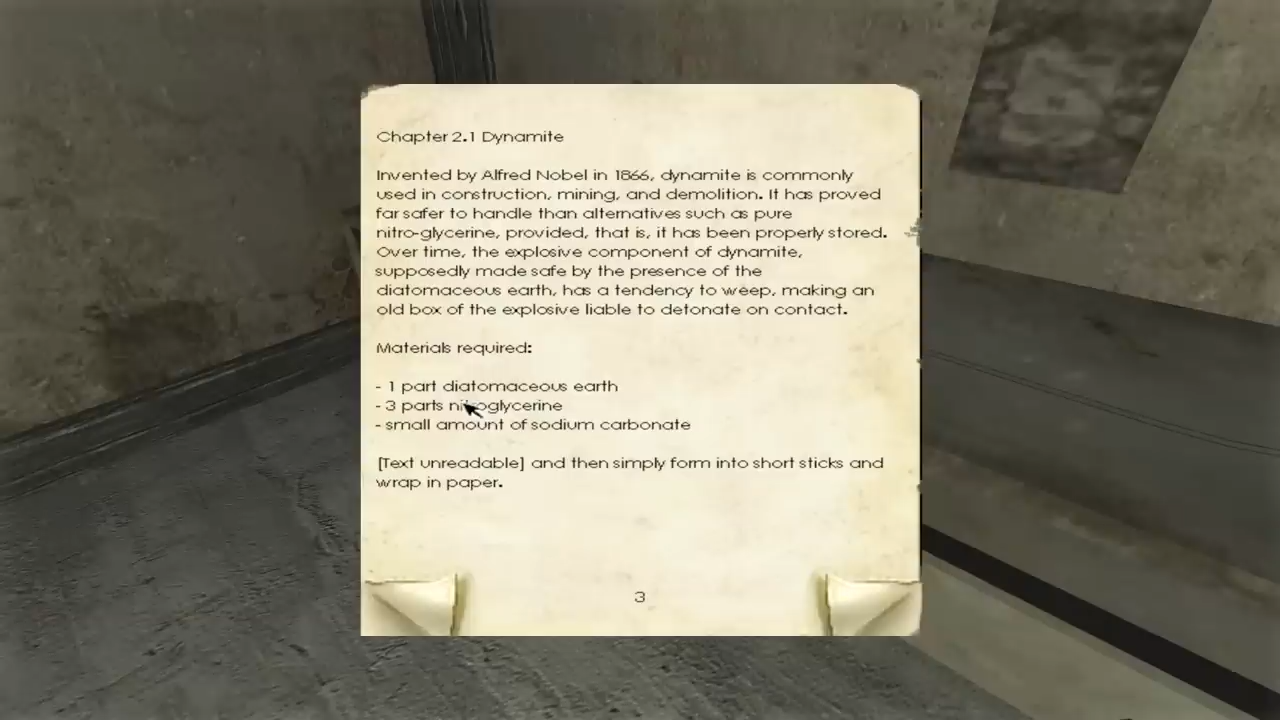 Chapter 2.1 Dynamite
Invented by Alfred Nobel in 1866, dynamite is commonly
used in construction, mining, and demolition. It has proved
far safer to handle than alternatives such as pure
nitro-glycerine, provided, that is, it has been properly stored.
Over time, the explosive component of dynamite,
supposedly made safe by the presence of the
diatomaceous earth, has a tendency to weep, making an
old box of the explosive liable to detonate on contact.
Materials required:
- 1 part diatomaceous earth
- 3 parts nitroglycerine
- small amount of sodium carbonate
[Text unreadable] and then simply form into short sticks and
wrap in paper.
3